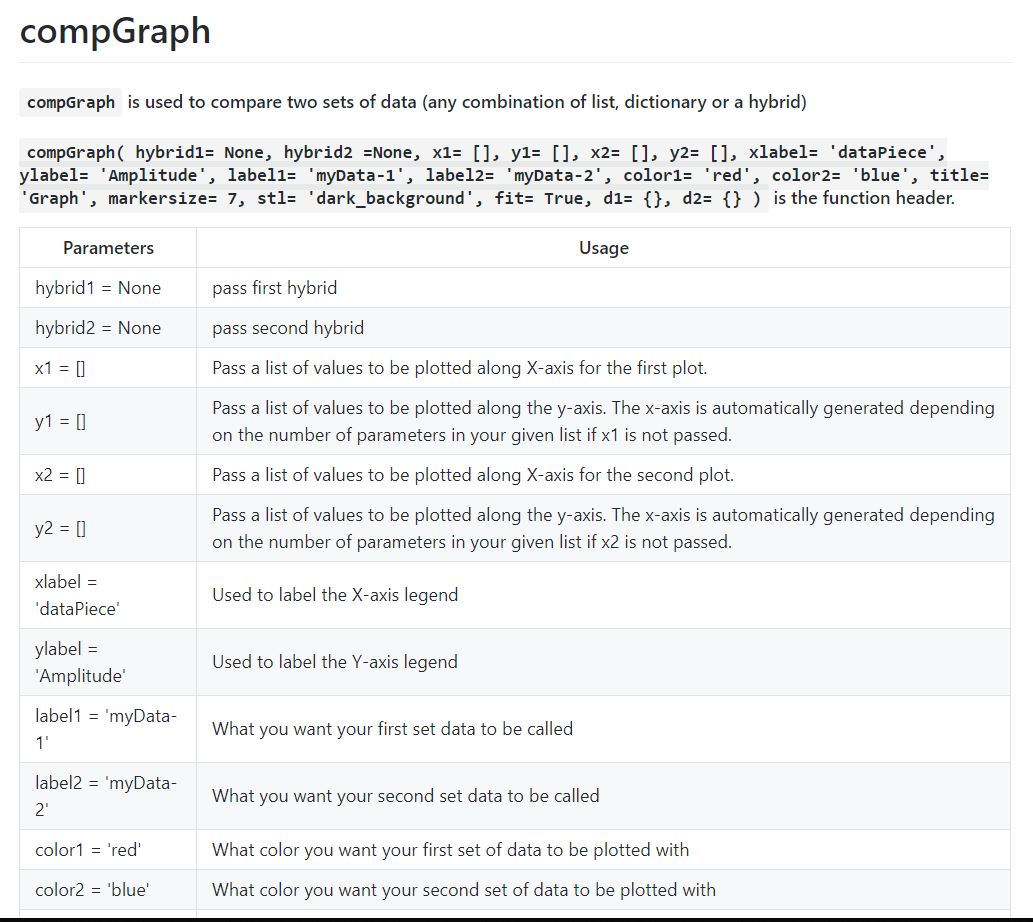 compGraph
compGraph is used to compare two sets of data (any combination of list, dictionary or a hybrid)
compGraph( hybrid1= None, hybrid2 =None, x1= [], y1= [], x2= [], y2= [], xlabel= 'dataPiece',
ylabel= 'Amplitude', label1= 'myData-1', label2= 'myData-2', color1= 'red', color2= 'blue', title=
'Graph', markersize= 7, stl= 'dark_background', fit= True, d1= {}, d2= {} ) is the function header.
Parameters Usage
hybrid1 = None pass first hybrid
hybrid2 = None pass second hybrid
x1 = [] Pass a list of values to be plotted along X-axis for the first plot.
y1 = [] Pass a list of values to be plotted along the y-axis. The x-axis is automatically generated depending
on the number of parameters in your given list if x1 is not passed.
x2 = [] Pass a list of values to be plotted along X-axis for the second plot.
y2 = [] Pass a list of values to be plotted along the y-axis. The x-axis is automatically generated depending
on the number of parameters in your given list if x2 is not passed.
xlabel =
'dataPiece' Used to label the X-axis legend
ylabel =
'Amplitude' Used to label the Y-axis legend
label1 = 'myData-
1' What you want your first set data to be called
label2 = 'myData-
2' What you want your second set data to be called
color1 = 'red' What color you want your first set of data to be plotted with
color2 = 'blue' What color you want your second set of data to be plotted with